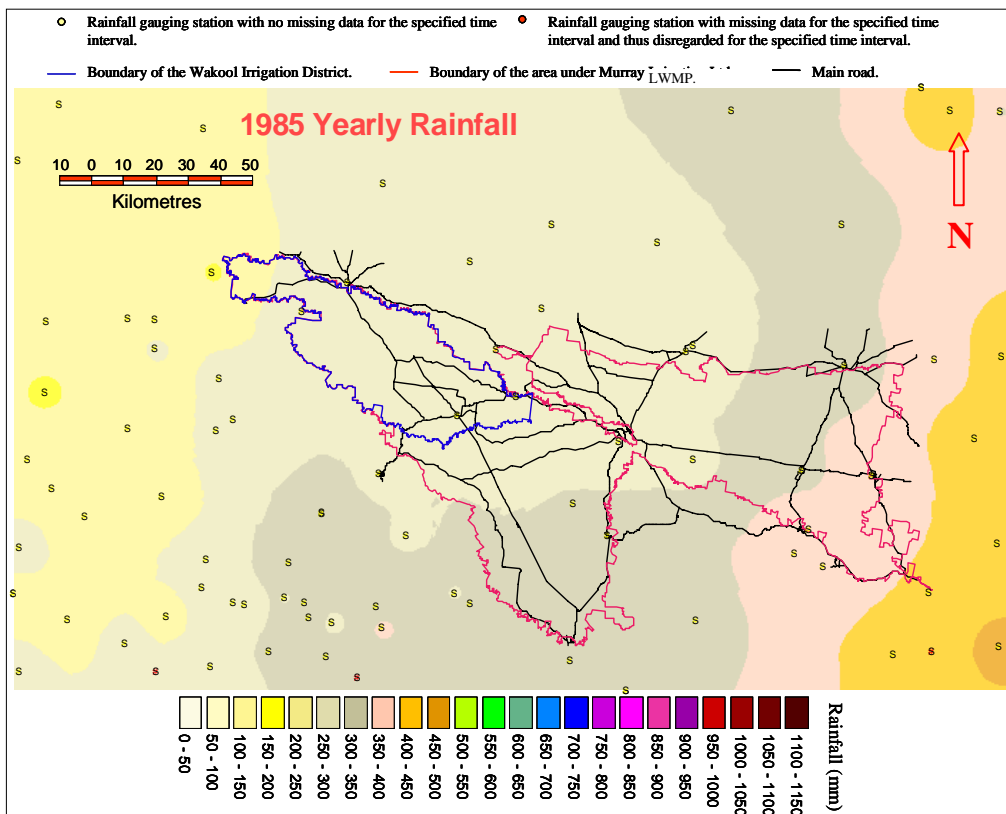 Rainfall gauging station with no missing data for the specified time
interval.
Rainfall gauging station with missing data for the specified time
interval and thus disregarded for the specified time interval.
Boundary of the Wakool Irrigation District.
Boundary of the area under Murray
LWMP.
Main road.
1985 Yearly Rainfall
10 0 10 20 30 40 50
Kilometres
N
0 - 50
50 - 100
100 - 150
150 - 200
200 - 250
250 - 300
300 - 350
350 - 400
400 - 450
450 - 500
500 - 550
550 - 600
600 - 650
650 - 700
700 - 750
750 - 800
800 - 850
850 - 900
900 - 950
950 - 1000
1000 - 1050
1050 - 1100
1100 - 1150
Rainfall (mm)